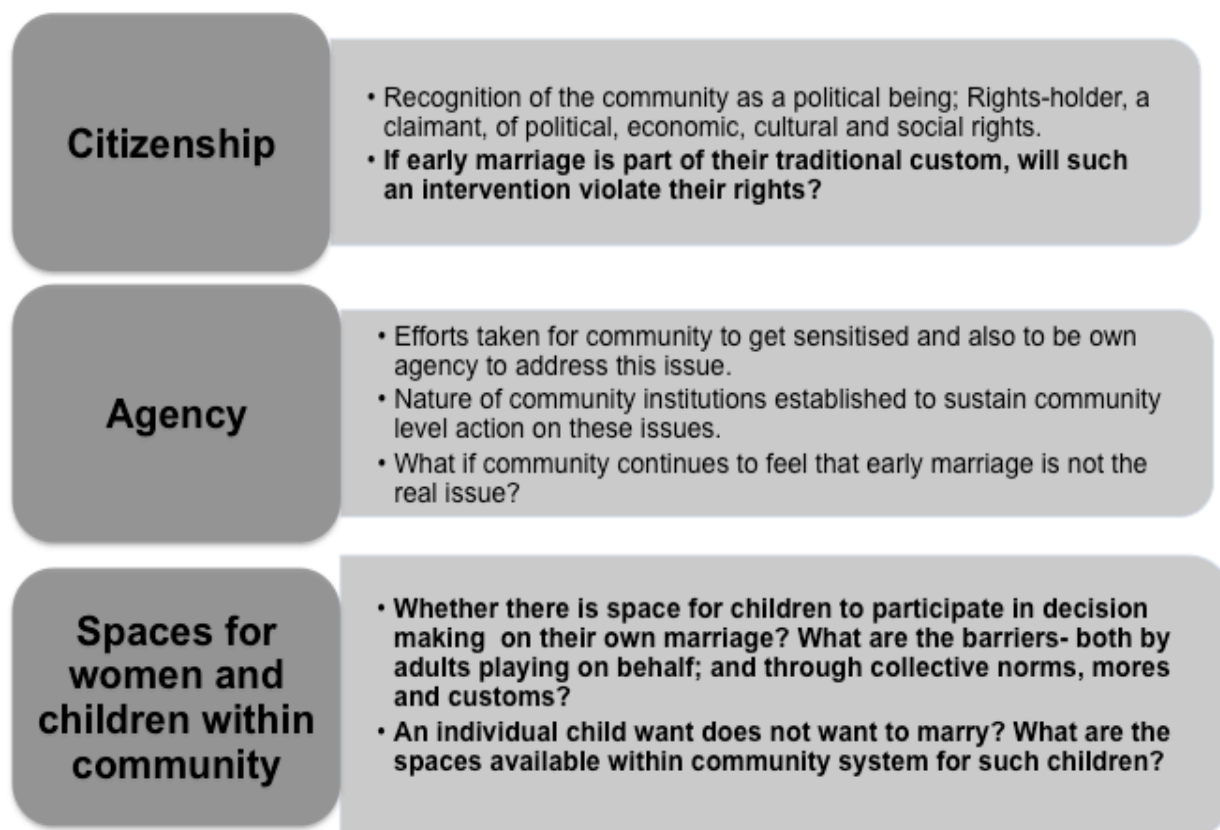 Citizenship
• Recognition of the community as a political being; Rights-holder, a
claimant, of political, economic, cultural and social rights.
• If early marriage is part of their traditional custom, will such
an intervention violate their rights?
Agency
• Efforts taken for community to get sensitised and also to be own
agency to address this issue.
• Nature of community institutions established to sustain community
level action on these issues.
• What if community continues to feel that early marriage is not the
real issue?
Spaces for
women and
children within
community
• Whether there is space for children to participate in decision
making on their own marriage? What are the barriers- both by
adults playing on behalf; and through collective norms, mores
and customs?
• An individual child want does not want to marry? What are the
spaces available within community system for such children?